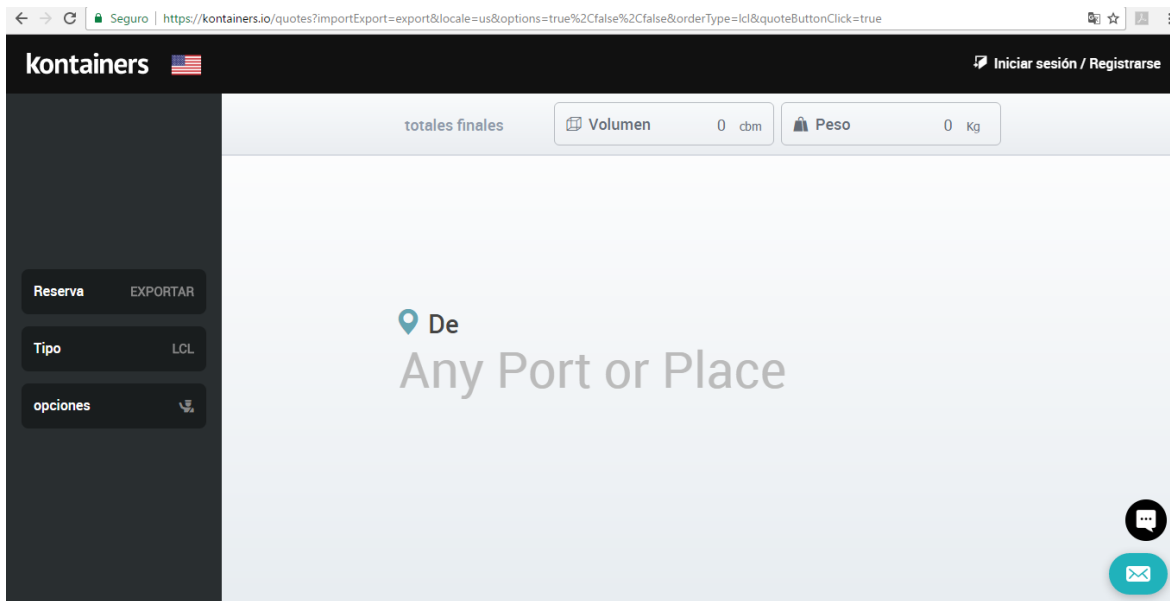 Seguro https://kontainers.io/quotes?importExport=export&locale=us&options=true%2Cfalse%2Cfalse&orderType=lcl&quoteButtonClick=true
kontainers Iniciar sesión / Registrarse
totales finales Volumen 0 cbm Peso 0 Kg
Reserva EXPORTAR
De
Tipo LCL
Any Port or Place
opciones